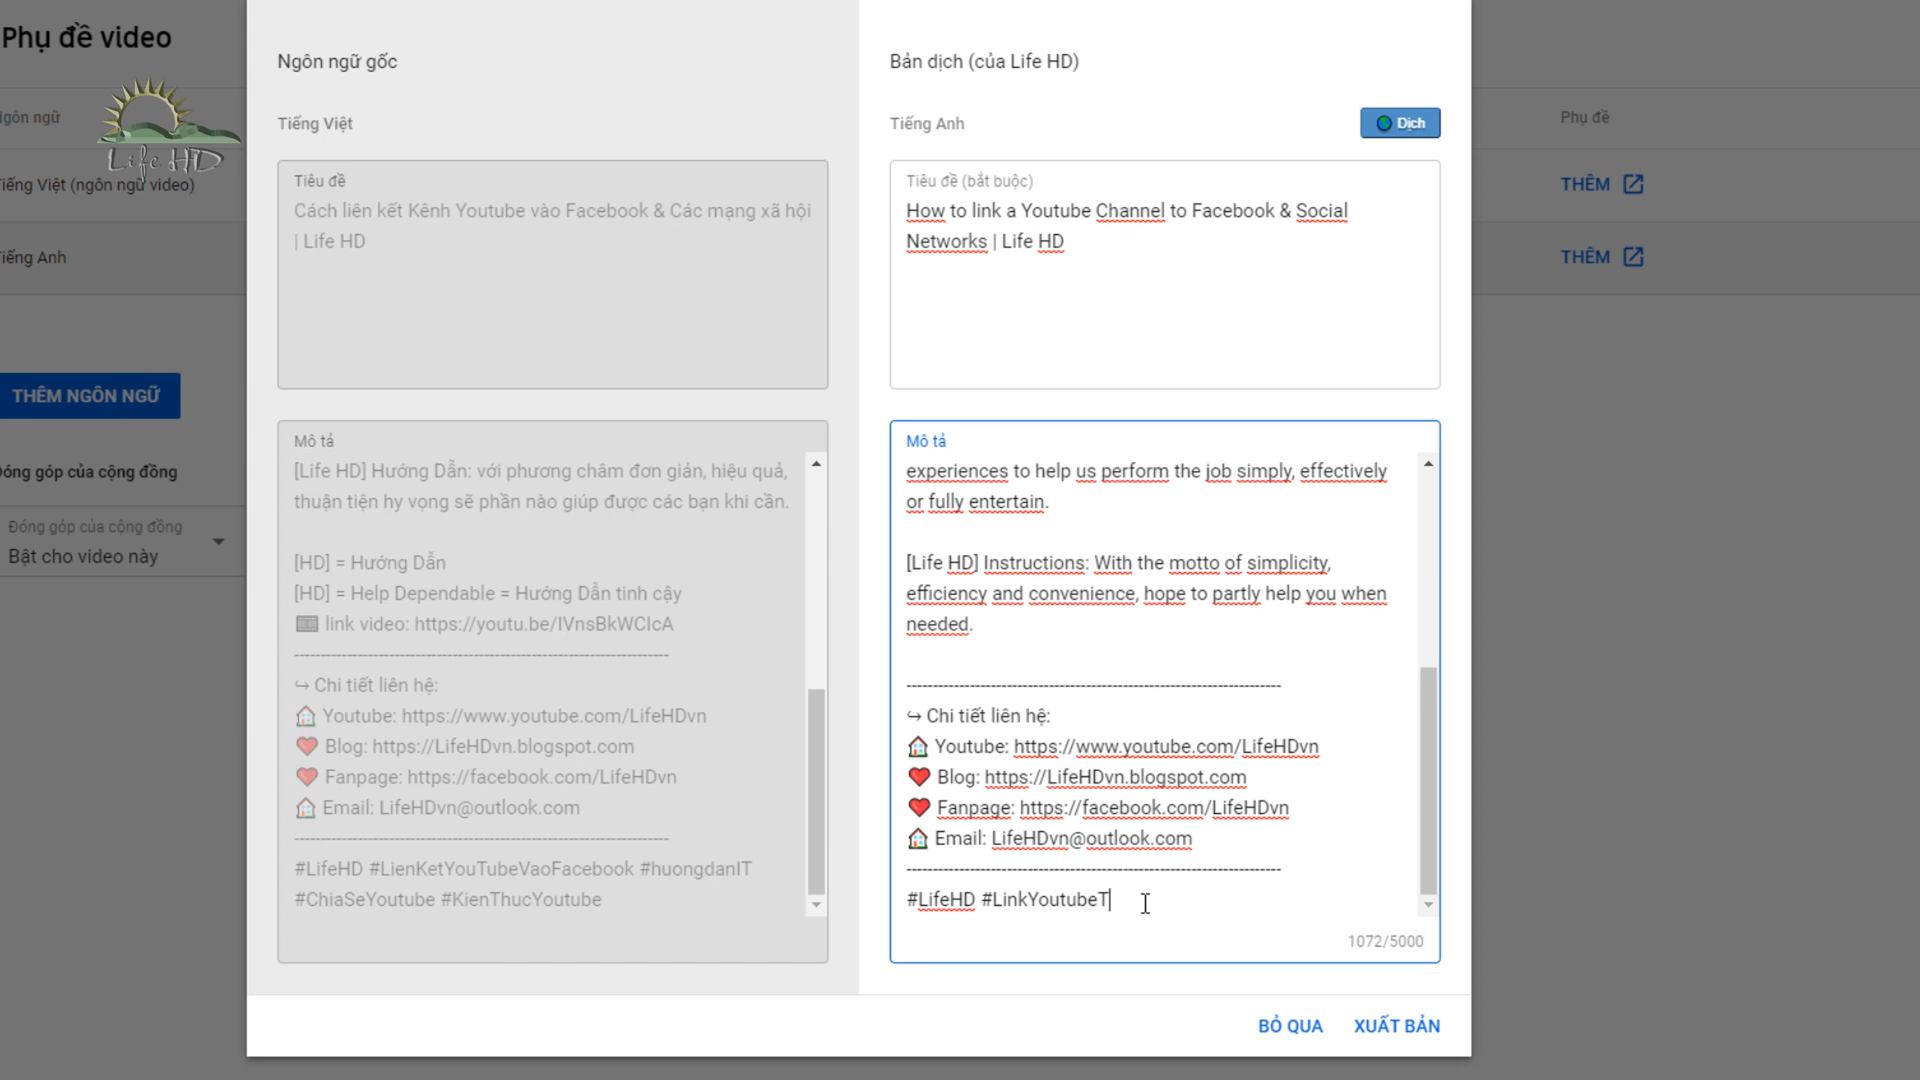 Phụ đề video
Ngôn ngữ
Life HD
Tiếng Việt (ngôn ngữ video)
Tiếng Anh
THÊM NGÔN NGỮ
Đóng góp của cộng đồng
Đóng góp của cộng đồng
Bật cho video này
Ngôn ngữ gốc
Tiếng Việt
Tiêu đề
Cách liên kết Kênh Youtube vào Facebook & Các mạng xã hội
| Life HD
Mô tả
[Life HD] Hướng Dẫn: với phương châm đơn giản, hiệu quả,
thuận tiện hy vọng sẽ phần nào giúp được các bạn khi cần.
[HD] = Hướng Dẫn
[HD] = Help Dependable = Hướng Dẫn tinh cậy
link video: https://youtu.be/IVnsBkWCIcA
-----------------------------------------------------------------------
↪ Chi tiết liên hệ:
🏠 Youtube: https://www.youtube.com/LifeHDvn
❤️ Blog: https://LifeHDvn.blogspot.com
❤️ Fanpage: https://facebook.com/LifeHDvn
🏠 Email: LifeHDvn@outlook.com
-----------------------------------------------------------------------
#LifeHD #LienKetYouTubeVaoFacebook #huongdanIT
#ChiaSeYoutube #KienThucYoutube
Bản dịch (của Life HD)
Tiếng Anh
Dịch
Tiêu đề (bắt buộc)
How to link a Youtube Channel to Facebook & Social
Networks | Life HD
Mô tả
experiences to help us perform the job simply, effectively
or fully entertain.
[Life HD] Instructions: With the motto of simplicity,
efficiency and convenience, hope to partly help you when
needed.
-----------------------------------------------------------------------
↪ Chi tiết liên hệ:
🏠 Youtube: https://www.youtube.com/LifeHDvn
❤️ Blog: https://LifeHDvn.blogspot.com
❤️ Fanpage: https://facebook.com/LifeHDvn
🏠 Email: LifeHDvn@outlook.com
-----------------------------------------------------------------------
#LifeHD #LinkYoutubeT
1072/5000
BỎ QUA
XUẤT BẢN
Phụ đề
THÊM
THÊM